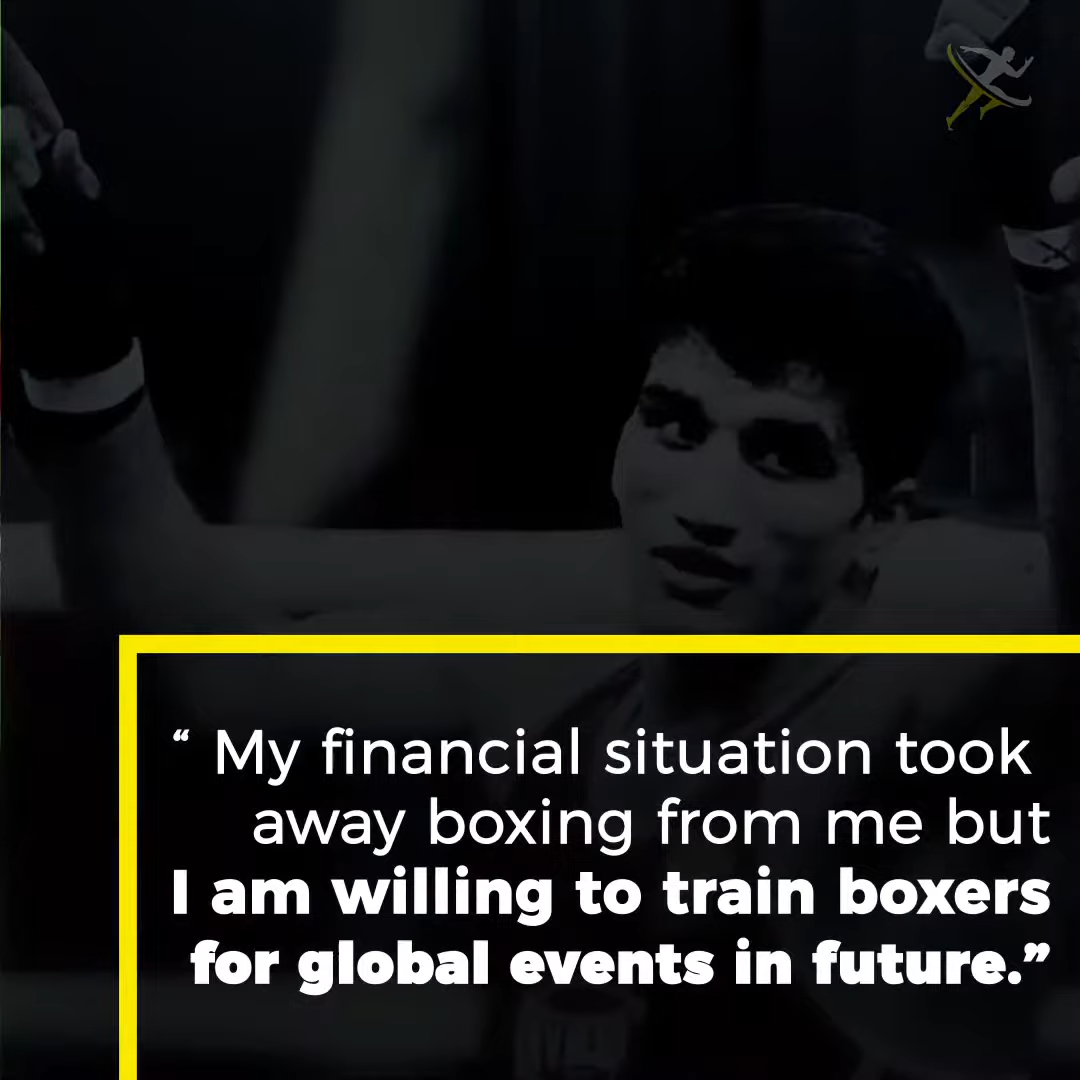 “ My financial situation took
away boxing from me but
I am willing to train boxers
for global events in future.”